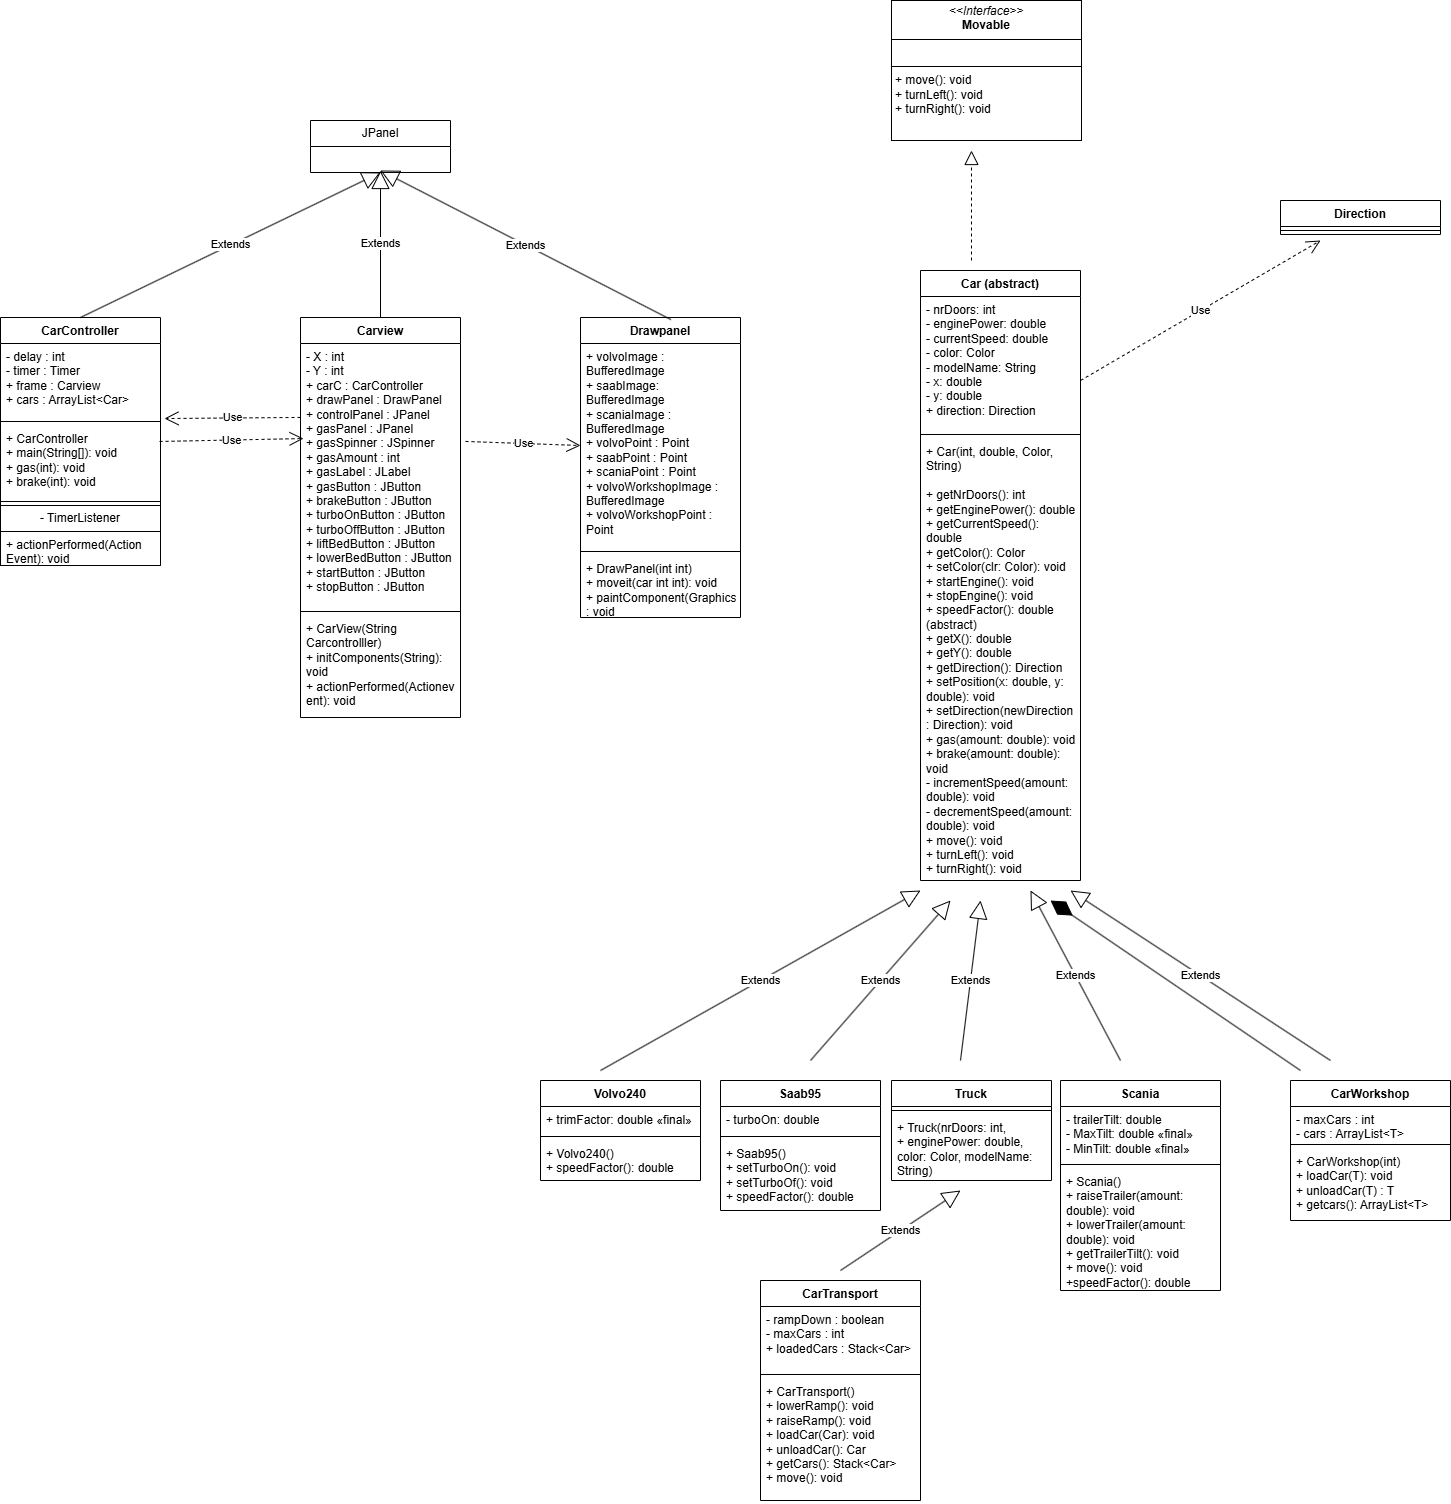 <<Interface>>
Movable
+ move(): void
+ turnLeft(): void
+ turnRight(): void
JPanel
Direction
Extends
Extends
Extends
Use
CarController
- delay : int
- timer : Timer
+ frame : Carview
+ cars : ArrayList<Car>
+ CarController
+ main(String[]): void
+ gas(int): void
+ brake(int): void
- TimerListener
+ actionPerformed(Action
Event): void
Use
Use
Carview
- X : int
- Y : int
+ carC : CarController
+ drawPanel : DrawPanel
+ controlPanel : JPanel
+ gasPanel : JPanel
+ gasSpinner : JSpinner
+ gasAmount : int
+ gasLabel : JLabel
+ gasButton : JButton
+ brakeButton : JButton
+ turboOnButton : JButton
+ turboOffButton : JButton
+ liftBedButton : JButton
+ lowerBedButton : JButton
+ startButton : JButton
+ stopButton : JButton
+ CarView(String
Carcontrolller)
+ initComponents(String):
void
+ actionPerformed(Actionev
ent): void
Use
Drawpanel
+ volvoImage :
BufferedImage
+ saabImage:
BufferedImage
+ scaniaImage :
BufferedImage
+ volvoPoint : Point
+ saabPoint : Point
+ scaniaPoint : Point
+ volvoWorkshopImage :
BufferedImage
+ volvoWorkshopPoint :
Point
+ DrawPanel(int int)
+ moveit(car int int): void
+ paintComponent(Graphics
: void
Car (abstract)
- nrDoors: int
- enginePower: double
- currentSpeed: double
- color: Color
- modelName: String
- x: double
- y: double
+ direction: Direction
+ Car(int, double, Color,
String)
+ getNrDoors(): int
+ getEnginePower(): double
+ getCurrentSpeed():
double
+ getColor(): Color
+ setColor(clr: Color): void
+ startEngine(): void
+ stopEngine(): void
+ speedFactor(): double
(abstract)
+ getX(): double
+ getY(): double
+ getDirection(): Direction
+ setPosition(x: double, y:
double): void
+ setDirection(newDirection
: Direction): void
+ gas(amount: double): void
+ brake(amount: double):
void
- incrementSpeed(amount:
double): void
- decrementSpeed(amount:
double): void
+ move(): void
+ turnLeft(): void
+ turnRight(): void
Extends
Extends
Extends
Extends
Extends
Volvo240
+ trimFactor: double «final»
+ Volvo240()
+ speedFactor(): double
Saab95
- turboOn: double
+ Saab95()
+ setTurboOn(): void
+ setTurboOf(): void
+ speedFactor(): double
Truck
+ Truck(nrDoors: int,
+ enginePower: double,
color: Color, modelName:
String)
Scania
- trailerTilt: double
- MaxTilt: double «final»
- MinTilt: double «final»
+ Scania()
+ raiseTrailer(amount:
double): void
+ lowerTrailer(amount:
double): void
+ getTrailerTilt(): void
+ move(): void
+speedFactor(): double
CarWorkshop
- maxCars : int
- cars : ArrayList<T>
+ CarWorkshop(int)
+ loadCar(T): void
+ unloadCar(T) : T
+ getcars(): ArrayList<T>
Extends
CarTransport
- rampDown : boolean
- maxCars : int
+ loadedCars : Stack<Car>
+ CarTransport()
+ lowerRamp(): void
+ raiseRamp(): void
+ loadCar(Car): void
+ unloadCar(): Car
+ getCars(): Stack<Car>
+ move(): void